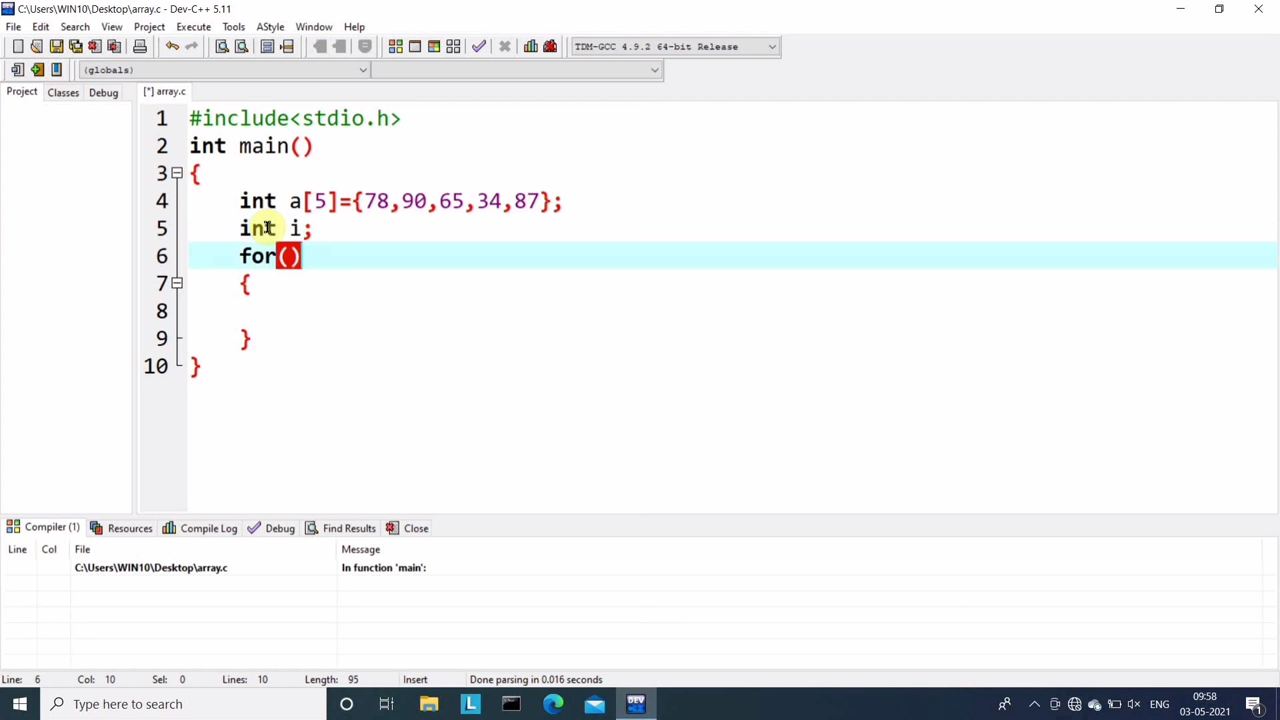 C:\Users\WIN10\Desktop\array.c - Dev-C++ 5.11
File Edit Search View Project Execute Tools AStyle Window Help
TDM-GCC 4.9.2 64-bit Release
(globals)
Project Classes Debug [*] array.c
1 #include<stdio.h>
2 int main()
3 {
4 int a[5]={78,90,65,34,87};
5 int i;
6 for()
7 {
8
9 }
10 }
Compiler (1) Resources Compile Log Debug Find Results Close
Line Col File Message
C:\Users\WIN10\Desktop\array.c In function 'main':
Line: 6 Col: 10 Sel: 0 Lines: 10 Length: 95 Insert Done parsing in 0.016 seconds
Type here to search
L
DEV
ENG
09:58
03-05-2021
1